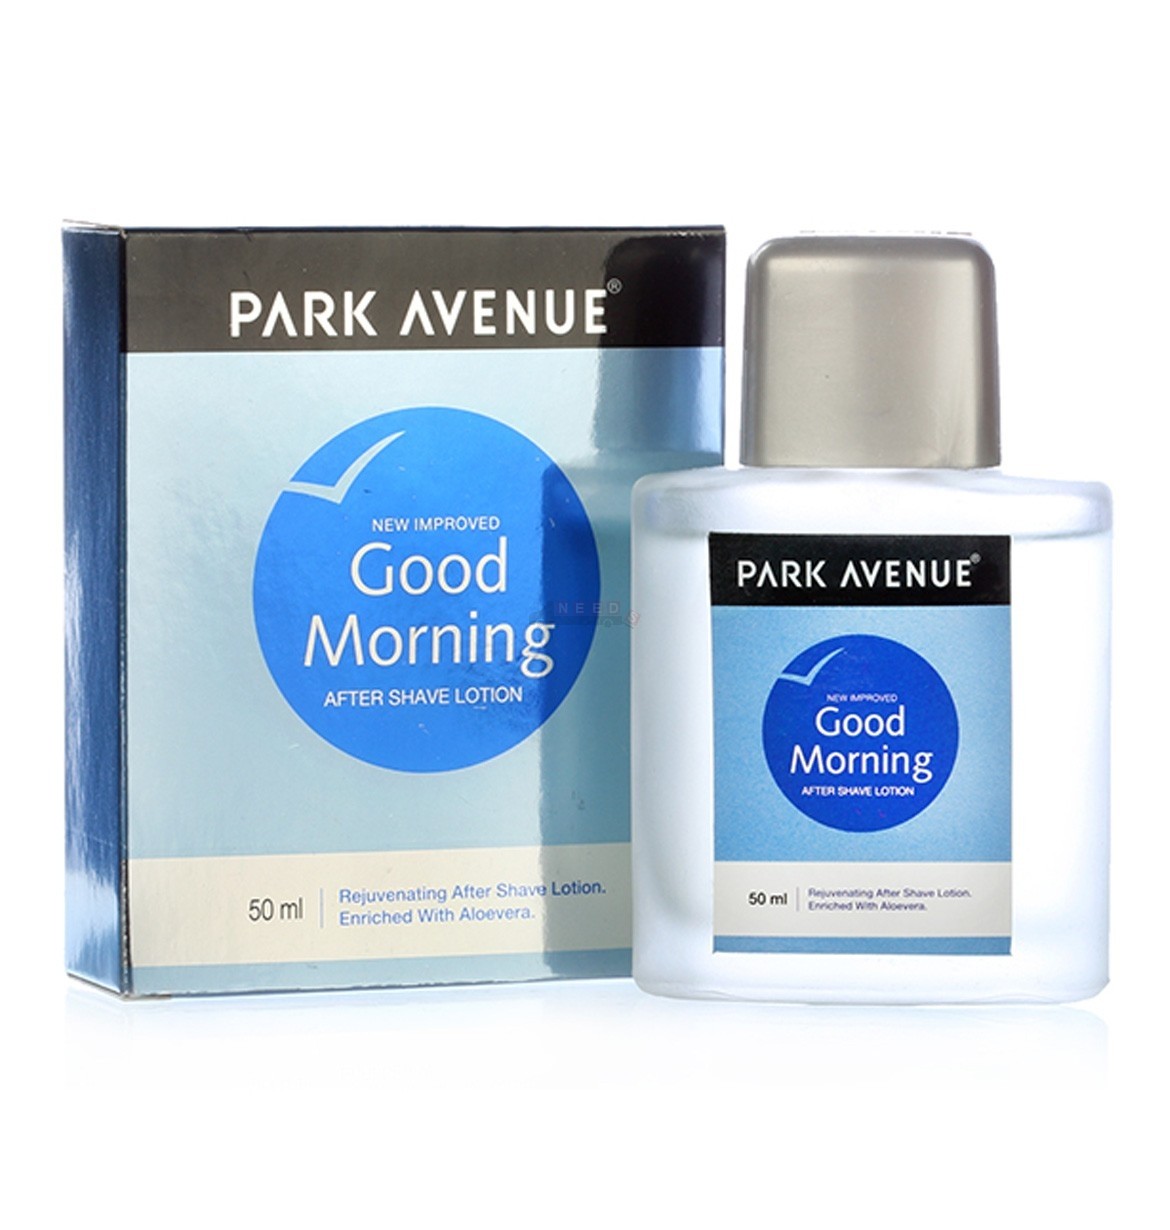 PARK AVENUE®
NEW IMPROVED
Good
Morning
AFTER SHAVE LOTION
50 ml
Rejuvenating After Shave Lotion.
Enriched With Aloevera.
NEED
PARK AVENUE®
NEW IMPROVED
Good
Morning
AFTER SHAVE LOTION
50 ml
Rejuvenating After Shave Lotion.
Enriched With Aloevera.